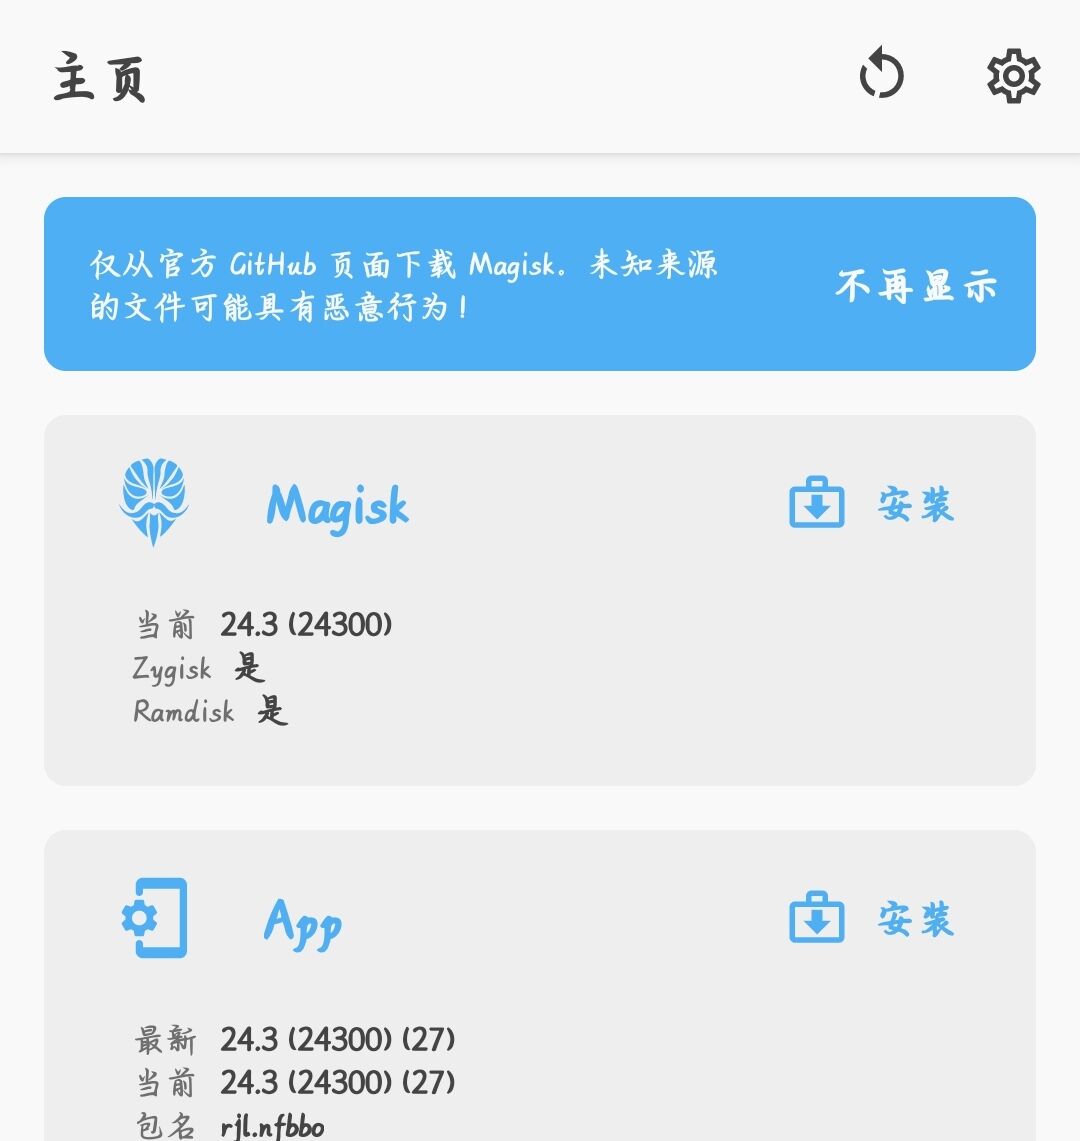 主页
仅从官方 GitHub 页面下载 Magisk。未知来源
的文件可能具有恶意行为！
不再显示
Magisk
安装
当前 24.3 (24300)
Zygisk 是
Ramdisk 是
App
安装
最新 24.3 (24300) (27)
当前 24.3 (24300) (27)
包名 rjl.nfbbo